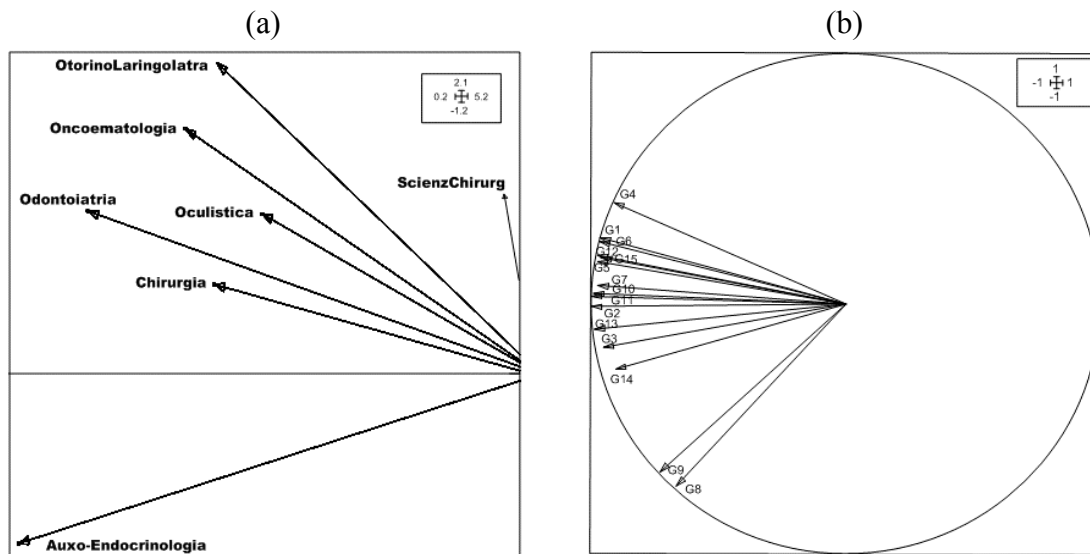 (a)
(b)
OtorinoLaringolatra
Oncoematologia
Odontoiatria
Oculistica
ScienzChirurg
Chirurgia
Auxo-Endocrinologia
2.1
0.2 5.2
-1.2
1
-1 1
-1
G4
G1
G6
G12
G15
G5
G7
G10
G11
G2
G13
G3
G14
G9
G8